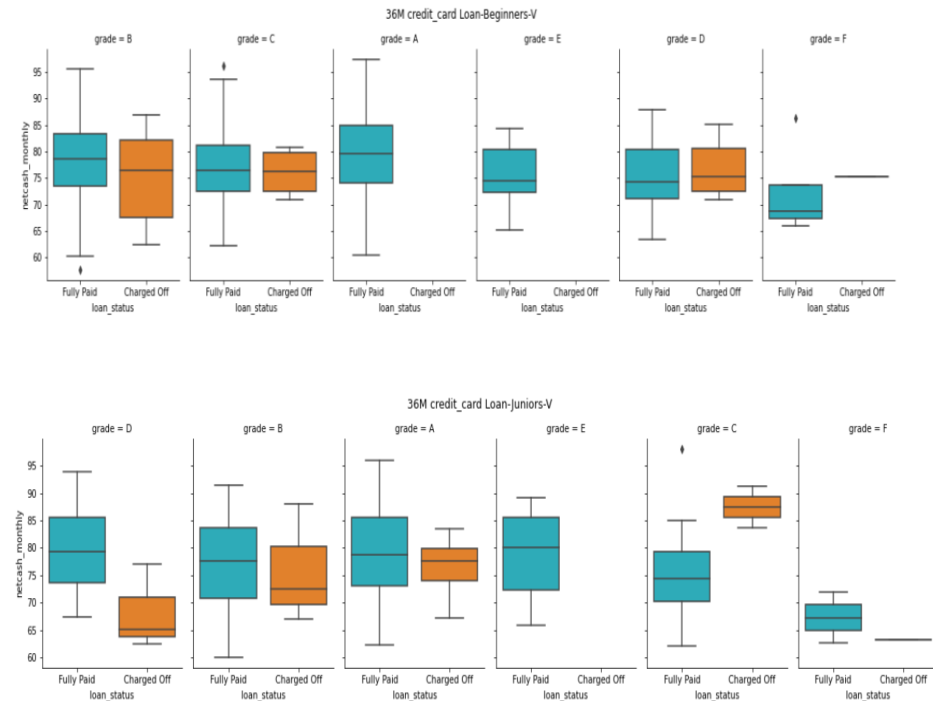 36M credit_card Loan-Beginners-V
grade = B grade = C grade = A grade = E grade = D grade = F
95
90
85
80
75
70
65
60
netcash_monthly
Fully Paid Charged Off Fully Paid Charged Off Fully Paid Charged Off Fully Paid Charged Off Fully Paid Charged Off Fully Paid Charged Off
loan_status loan_status loan_status loan_status loan_status loan_status
36M credit_card Loan-Juniors-V
grade = D grade = B grade = A grade = E grade = C grade = F
95
90
85
80
75
70
65
60
netcash_monthly
Fully Paid Charged Off Fully Paid Charged Off Fully Paid Charged Off Fully Paid Charged Off Fully Paid Charged Off Fully Paid Charged Off
loan_status loan_status loan_status loan_status loan_status loan_status